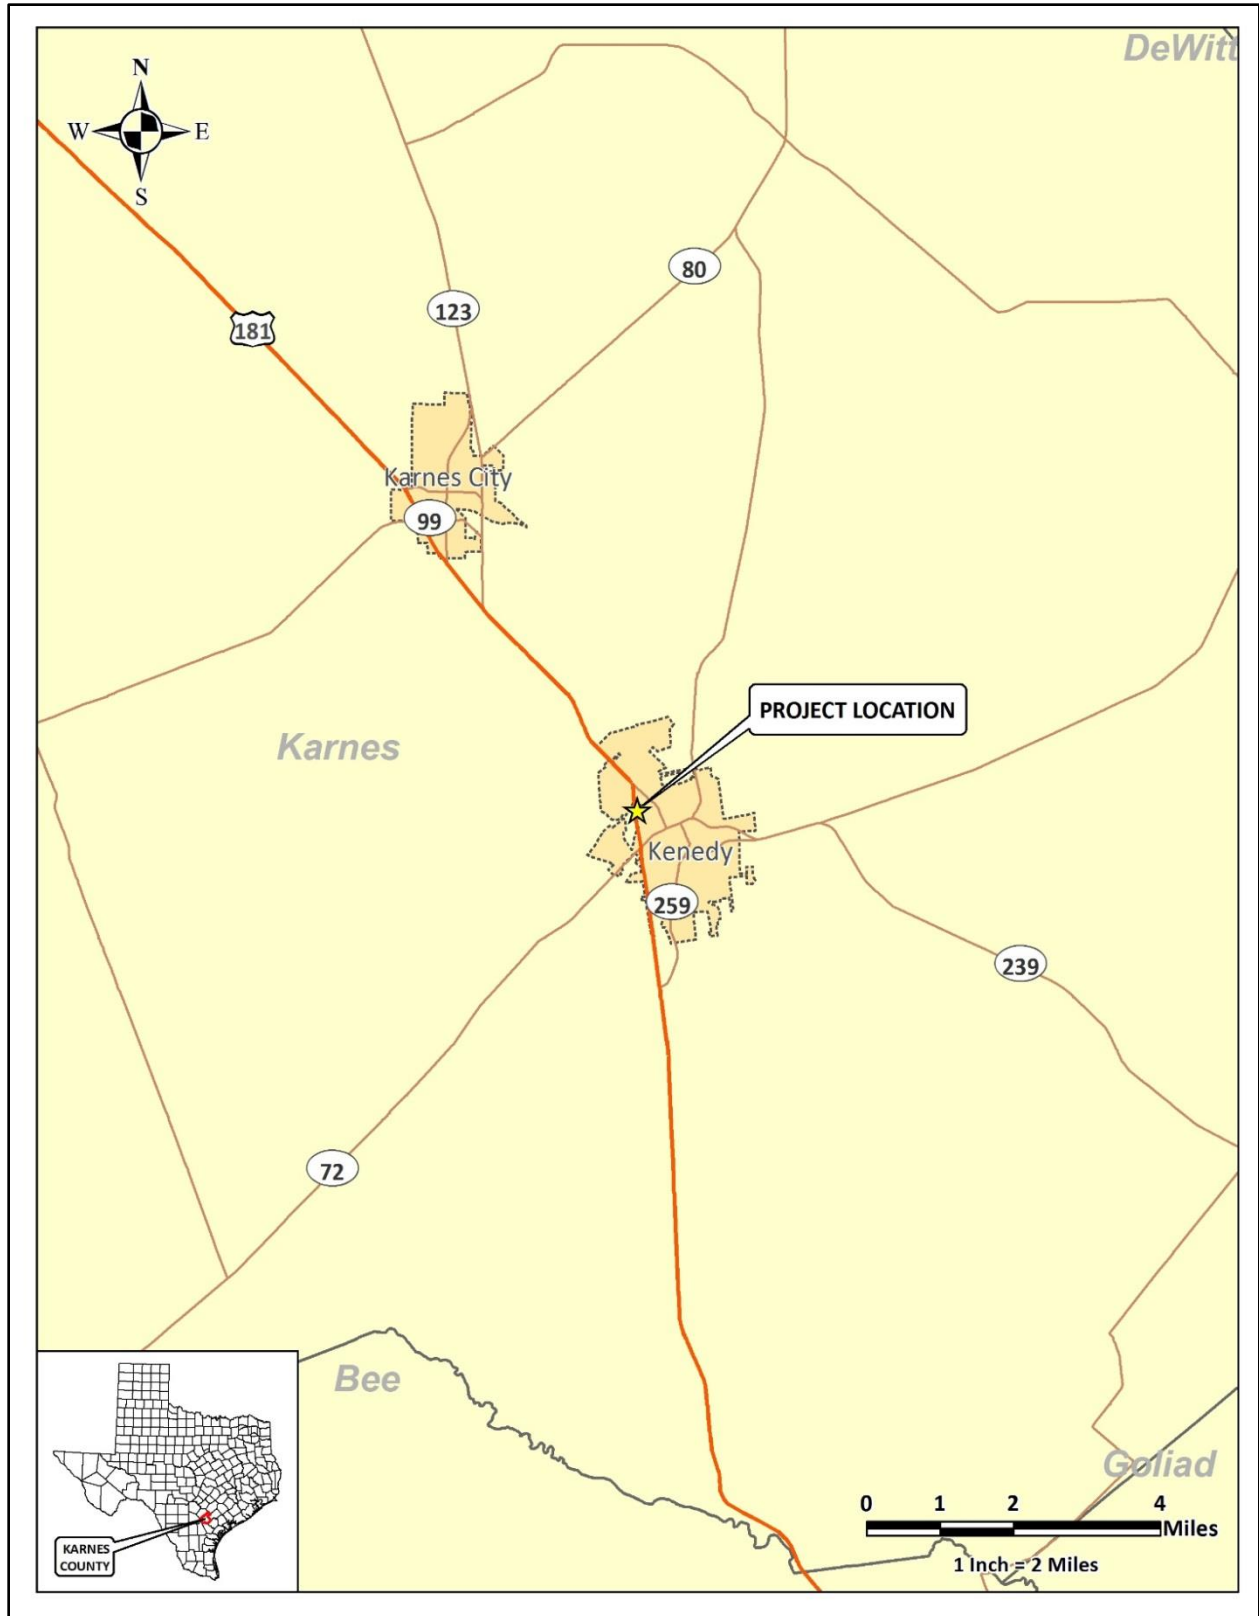 DeWitt
N
W E
S
80
123
181
Karnes City
99
PROJECT LOCATION
Karnes
Kenedy
259
239
72
Bee
Goliad
0 1 2 4
Miles
1 Inch = 2 Miles
KARNES
COUNTY